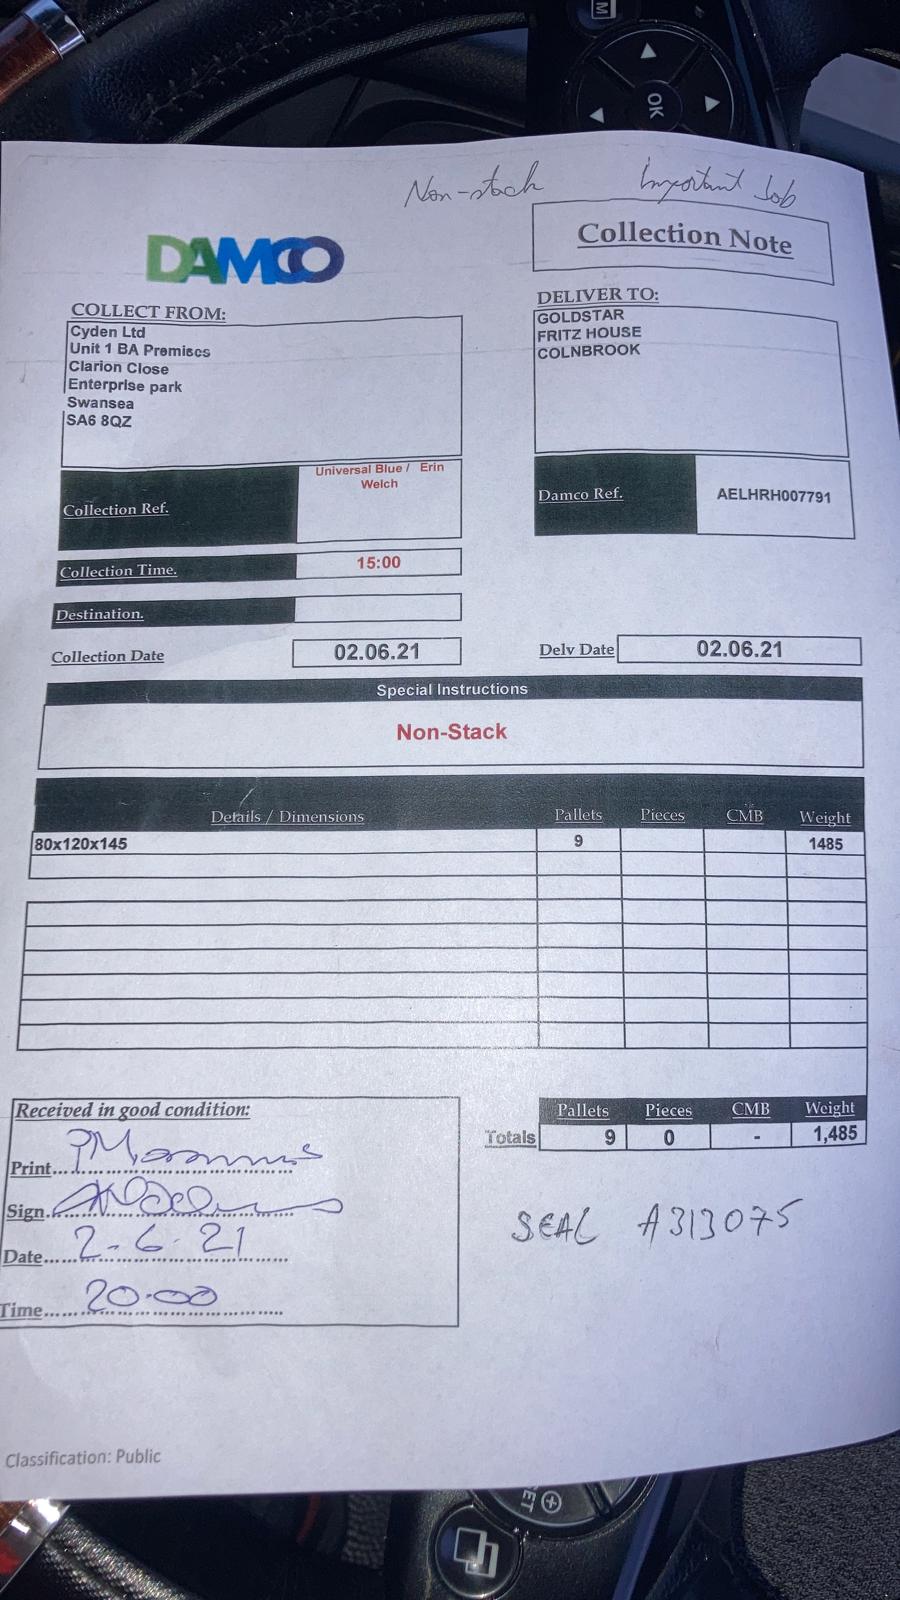 M
OK
Non-stack Important Job
DAMCO
Collection Note
COLLECT FROM:
Cyden Ltd
Unit 1 BA Premises
Clarion Close
Enterprise park
Swansea
SA6 8QZ
DELIVER TO:
GOLDSTAR
FRITZ HOUSE
COLNBROOK
Collection Ref.
Universal Blue / Erin
Welch
Damco Ref.
AELHRH007791
Collection Time.
15:00
Destination.
Collection Date
02.06.21
Delv Date
02.06.21
Special Instructions
Non-Stack
Details / Dimensions Pallets Pieces CMB Weight
80x120x145 9 1485
Received in good condition:
Print
Sign
Date 2-6-21
Time 20.00
Pallets Pieces CMB Weight
Totals 9 0 - 1,485
SEAL A313075
Classification: Public